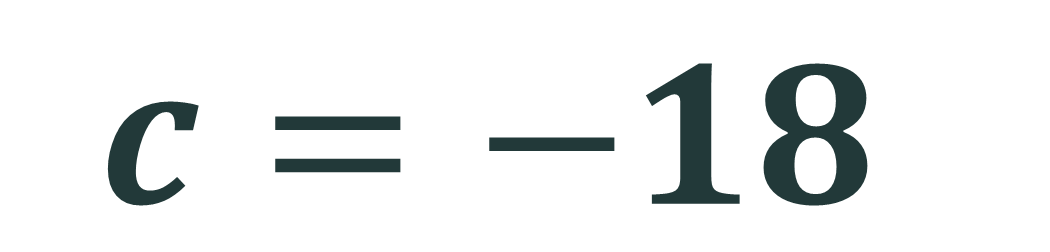 c = −18